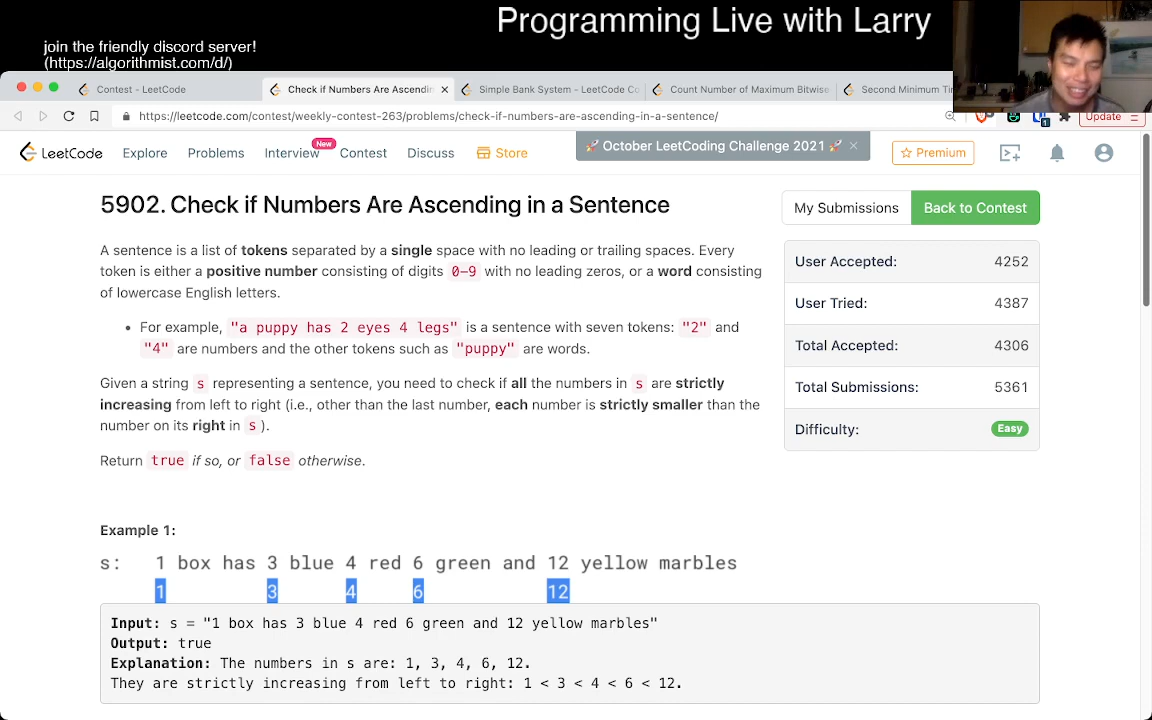 Programming Live with Larry
join the friendly discord server!
(https://algorithmist.com/d/)
Contest - LeetCode
Check if Numbers Are Ascendin
Simple Bank System - LeetCode Co
Count Number of Maximum Bitwise
Second Minimum Ti
https://leetcode.com/contest/weekly-contest-263/problems/check-if-numbers-are-ascending-in-a-sentence/
Update
LeetCode
Explore
Problems
Interview
New
Contest
Discuss
Store
🚀 October LeetCoding Challenge 2021 🚀
Premium
5902. Check if Numbers Are Ascending in a Sentence
My Submissions
Back to Contest
A sentence is a list of tokens separated by a single space with no leading or trailing spaces. Every
token is either a positive number consisting of digits 0-9 with no leading zeros, or a word consisting
of lowercase English letters.
• For example, "a puppy has 2 eyes 4 legs" is a sentence with seven tokens: "2" and
"4" are numbers and the other tokens such as "puppy" are words.
Given a string s representing a sentence, you need to check if all the numbers in s are strictly
increasing from left to right (i.e., other than the last number, each number is strictly smaller than the
number on its right in s ).
Return true if so, or false otherwise.
User Accepted: 4252
User Tried: 4387
Total Accepted: 4306
Total Submissions: 5361
Difficulty: Easy
Example 1:
s: 1 box has 3 blue 4 red 6 green and 12 yellow marbles
1 3 4 6 12
Input: s = "1 box has 3 blue 4 red 6 green and 12 yellow marbles"
Output: true
Explanation: The numbers in s are: 1, 3, 4, 6, 12.
They are strictly increasing from left to right: 1 < 3 < 4 < 6 < 12.